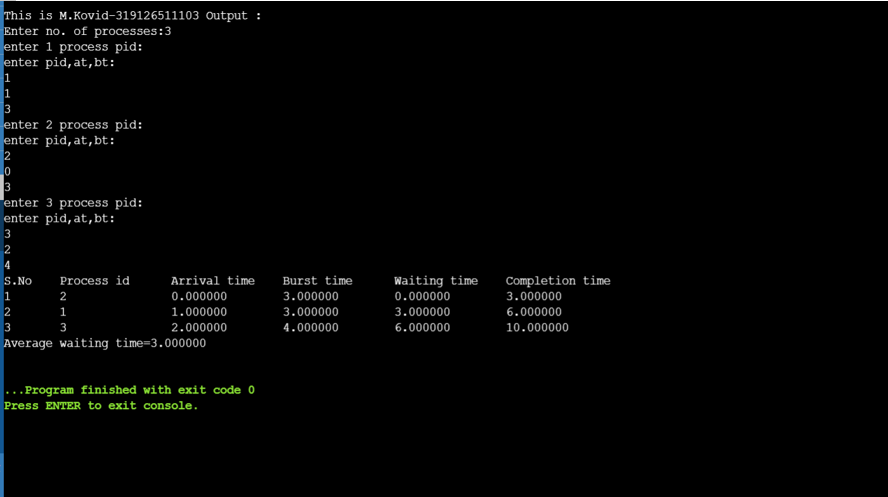 This is M.Kovid-319126511103 Output :
Enter no. of processes:3
enter 1 process pid:
enter pid,at,bt:
1
1
3
enter 2 process pid:
enter pid,at,bt:
2
0
3
enter 3 process pid:
enter pid,at,bt:
3
2
4
S.No    Process id      Arrival time    Burst time      Waiting time    Completion time
1       2               0.000000        3.000000        0.000000        3.000000
2       1               1.000000        3.000000        3.000000        6.000000
3       3               2.000000        4.000000        6.000000        10.000000
Average waiting time=3.000000
...Program finished with exit code 0
Press ENTER to exit console.